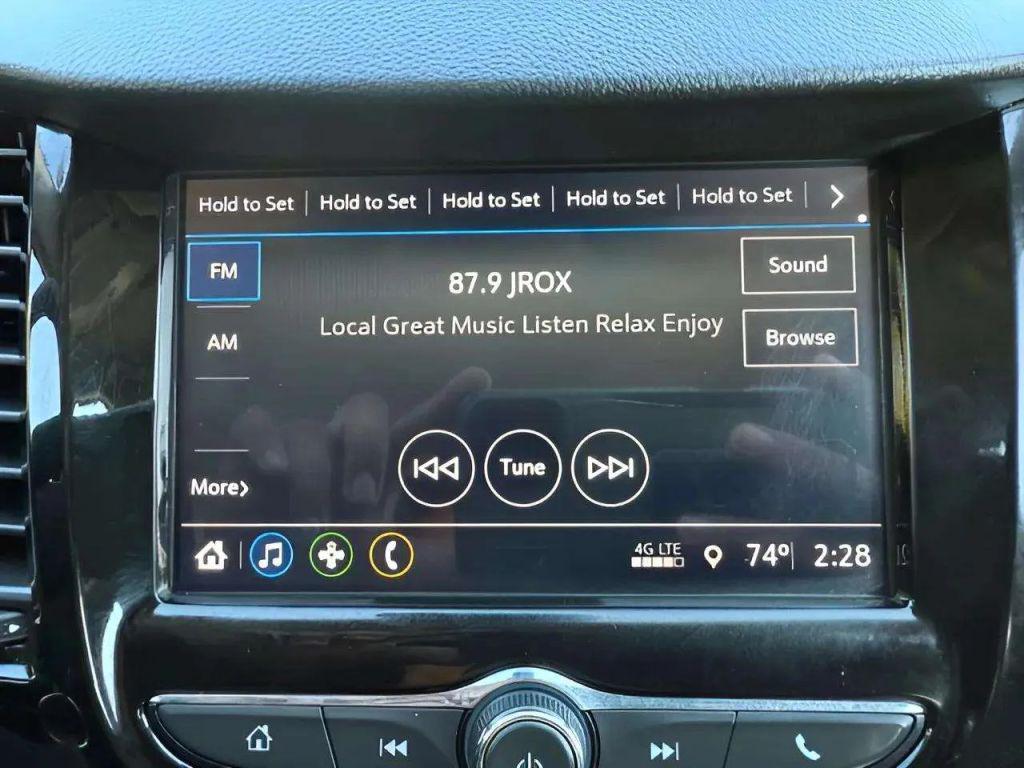 Hold to Set Hold to Set Hold to Set Hold to Set Hold to Set
FM
87.9 JROX
Sound
Local Great Music Listen Relax Enjoy
AM
Browse
Tune
More
4G LTE
74° 2:28